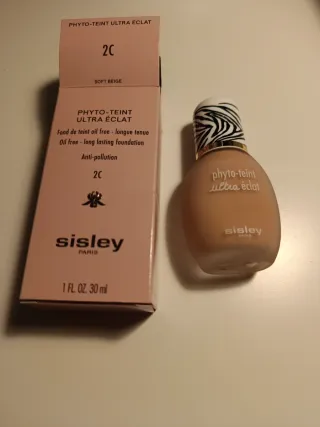 PHYTO-TEINT ULTRA ÉCLAT
2C
SOFT BEIGE
PHYTO-TEINT
ULTRA ÉCLAT
Fond de teint oil free - longue tenue
Oil free - long lasting foundation
Anti-pollution
2C
sisley
PARIS
1 FL. OZ. 30 ml
phyto-teint
ultra éclat
sisley